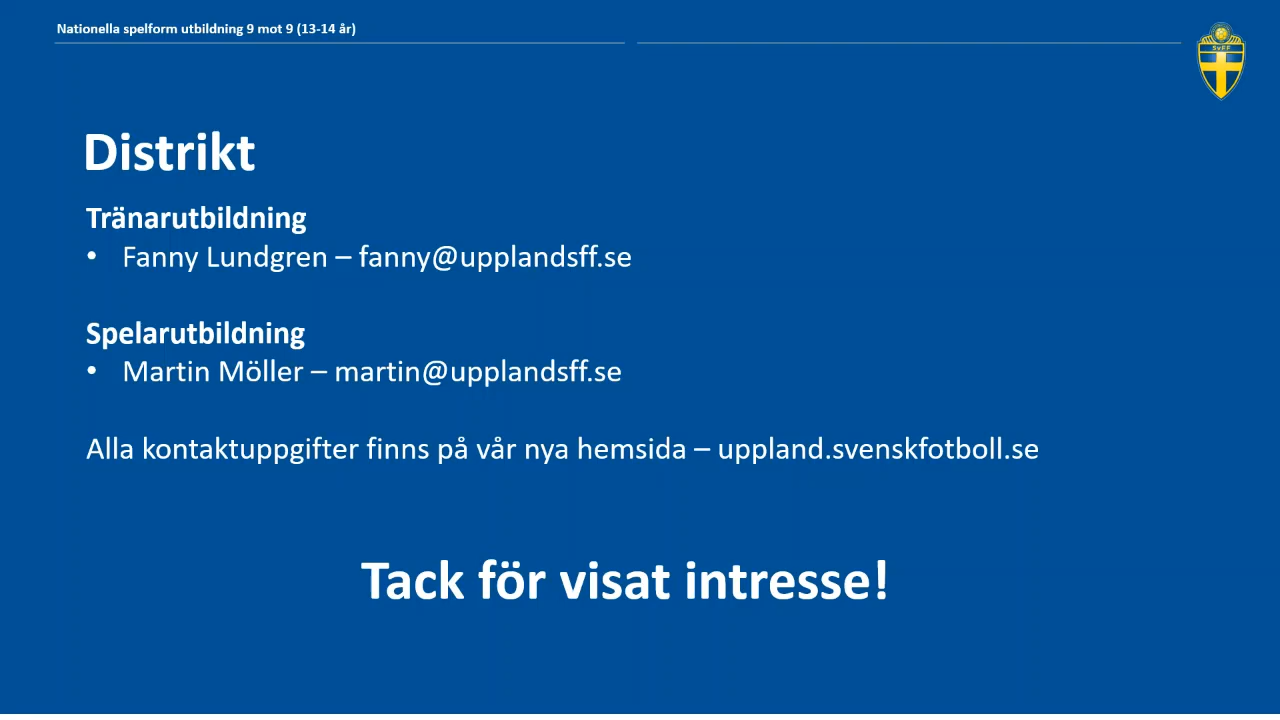 Nationella spelform utbildning 9 mot 9 (13-14 år)
SvFF
Distrikt
Tränarutbildning
• Fanny Lundgren – fanny@upplandsff.se
Spelarutbildning
• Martin Möller – martin@upplandsff.se
Alla kontaktuppgifter finns på vår nya hemsida – uppland.svenskfotboll.se
Tack för visat intresse!